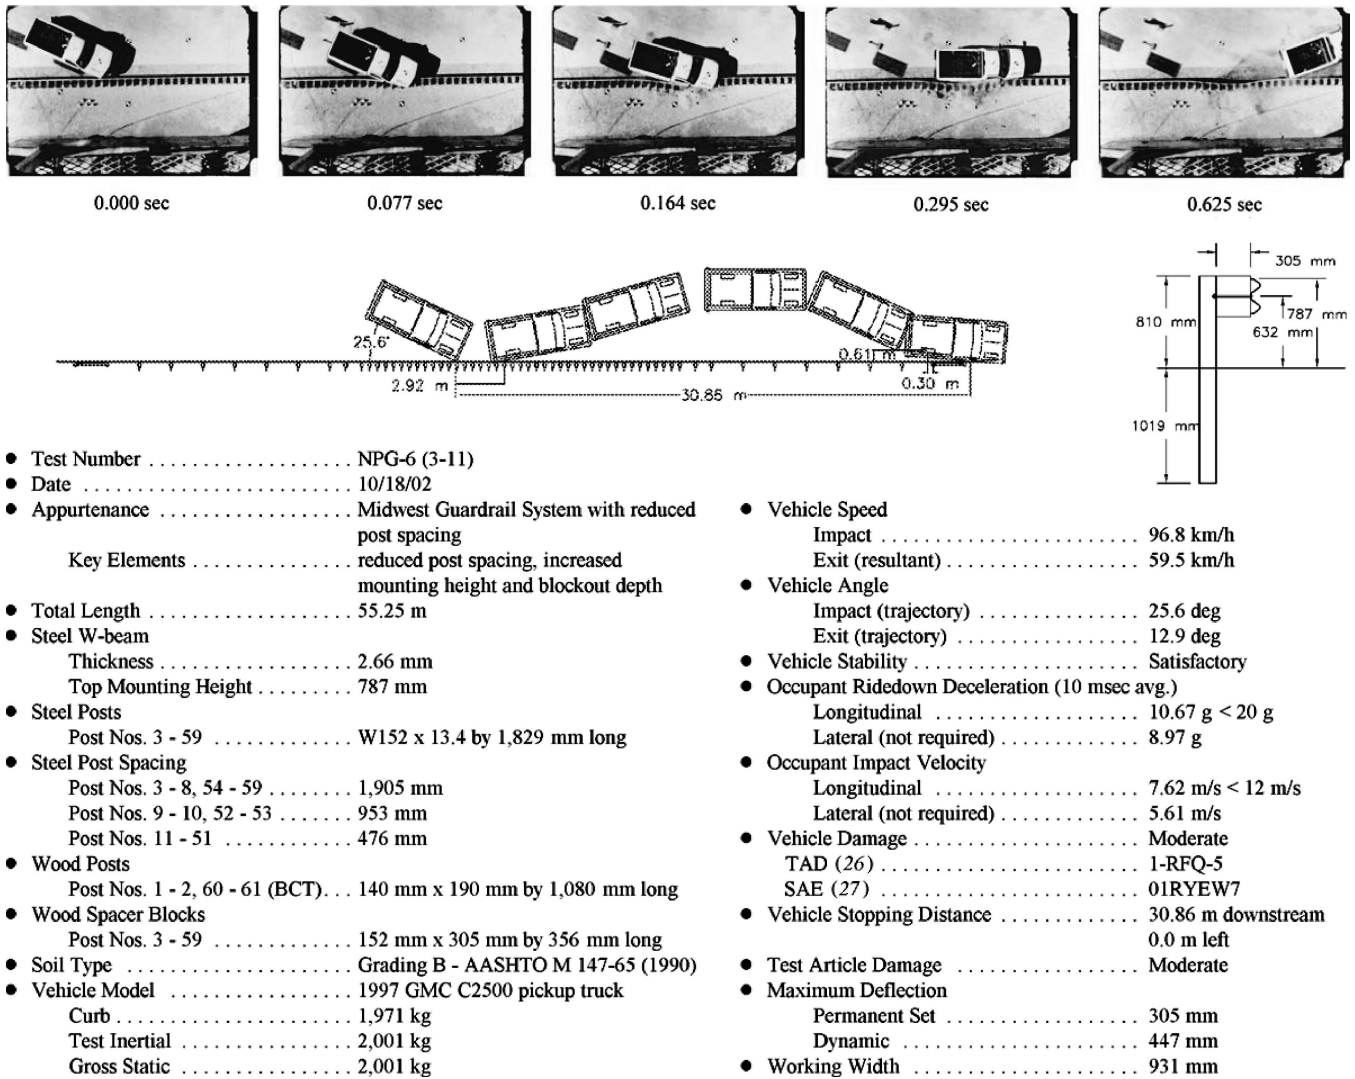 0.000 sec
0.077 sec
0.164 sec
0.295 sec
0.625 sec
305 mm
810 mm
787 mm
632 mm
1019 mm
25.6°
2.92 m
30.86 m
0.61
0.30 m
● Test Number . . . . . . . . . . . . . . . . . . . NPG-6 (3-11)
● Date . . . . . . . . . . . . . . . . . . . . . . . . . 10/18/02
● Appurtenance . . . . . . . . . . . . . . . . . . Midwest Guardrail System with reduced
post spacing
Key Elements . . . . . . . . . . . . . . reduced post spacing, increased
mounting height and blockout depth
● Total Length . . . . . . . . . . . . . . . . . . . 55.25 m
● Steel W-beam
Thickness . . . . . . . . . . . . . . . . . 2.66 mm
Top Mounting Height . . . . . . . . . 787 mm
● Steel Posts
Post Nos. 3 - 59 . . . . . . . . . . . . . W152 x 13.4 by 1,829 mm long
● Steel Post Spacing
Post Nos. 3 - 8, 54 - 59 . . . . . . . . 1,905 mm
Post Nos. 9 - 10, 52 - 53 . . . . . . . 953 mm
Post Nos. 11 - 51 . . . . . . . . . . . . 476 mm
● Wood Posts
Post Nos. 1 - 2, 60 - 61 (BCT) . . . 140 mm x 190 mm by 1,080 mm long
● Wood Spacer Blocks
Post Nos. 3 - 59 . . . . . . . . . . . . . 152 mm x 305 mm by 356 mm long
● Soil Type . . . . . . . . . . . . . . . . . . . . . Grading B - AASHTO M 147-65 (1990)
● Vehicle Model . . . . . . . . . . . . . . . . . 1997 GMC C2500 pickup truck
Curb . . . . . . . . . . . . . . . . . . . . . . 1,971 kg
Test Inertial . . . . . . . . . . . . . . . . 2,001 kg
Gross Static . . . . . . . . . . . . . . . . 2,001 kg
● Vehicle Speed
Impact . . . . . . . . . . . . . . . . . . . . . . . 96.8 km/h
Exit (resultant) . . . . . . . . . . . . . . . . . 59.5 km/h
● Vehicle Angle
Impact (trajectory) . . . . . . . . . . . . . . 25.6 deg
Exit (trajectory) . . . . . . . . . . . . . . . . 12.9 deg
● Vehicle Stability . . . . . . . . . . . . . . . . . . . . Satisfactory
● Occupant Ridedown Deceleration (10 msec avg.)
Longitudinal . . . . . . . . . . . . . . . . . . 10.67 g < 20 g
Lateral (not required) . . . . . . . . . . . . 8.97 g
● Occupant Impact Velocity
Longitudinal . . . . . . . . . . . . . . . . . . 7.62 m/s < 12 m/s
Lateral (not required) . . . . . . . . . . . . 5.61 m/s
● Vehicle Damage . . . . . . . . . . . . . . . . . . . . Moderate
TAD (26) . . . . . . . . . . . . . . . . . . . . . . . 1-RFQ-5
SAE (27) . . . . . . . . . . . . . . . . . . . . . . . 01RYEW7
● Vehicle Stopping Distance . . . . . . . . . . . . 30.86 m downstream
0.0 m left
● Test Article Damage . . . . . . . . . . . . . . . . Moderate
● Maximum Deflection
Permanent Set . . . . . . . . . . . . . . . . . 305 mm
Dynamic . . . . . . . . . . . . . . . . . . . . . 447 mm
● Working Width . . . . . . . . . . . . . . . . . . . . 931 mm